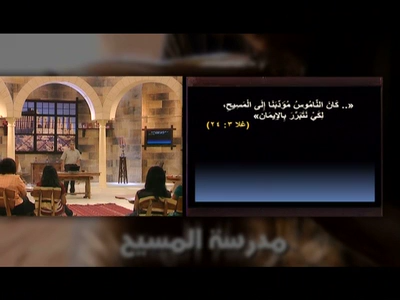 «.. كَانَ النَّامُوسُ مُؤَدِّبَنَا إِلَى الْمَسِيحِ،
لِكَيْ نَتَبَرَّرَ بِالإِيمَانِ»
(غلا ٣: ٢٤)
مدرسة المسيح